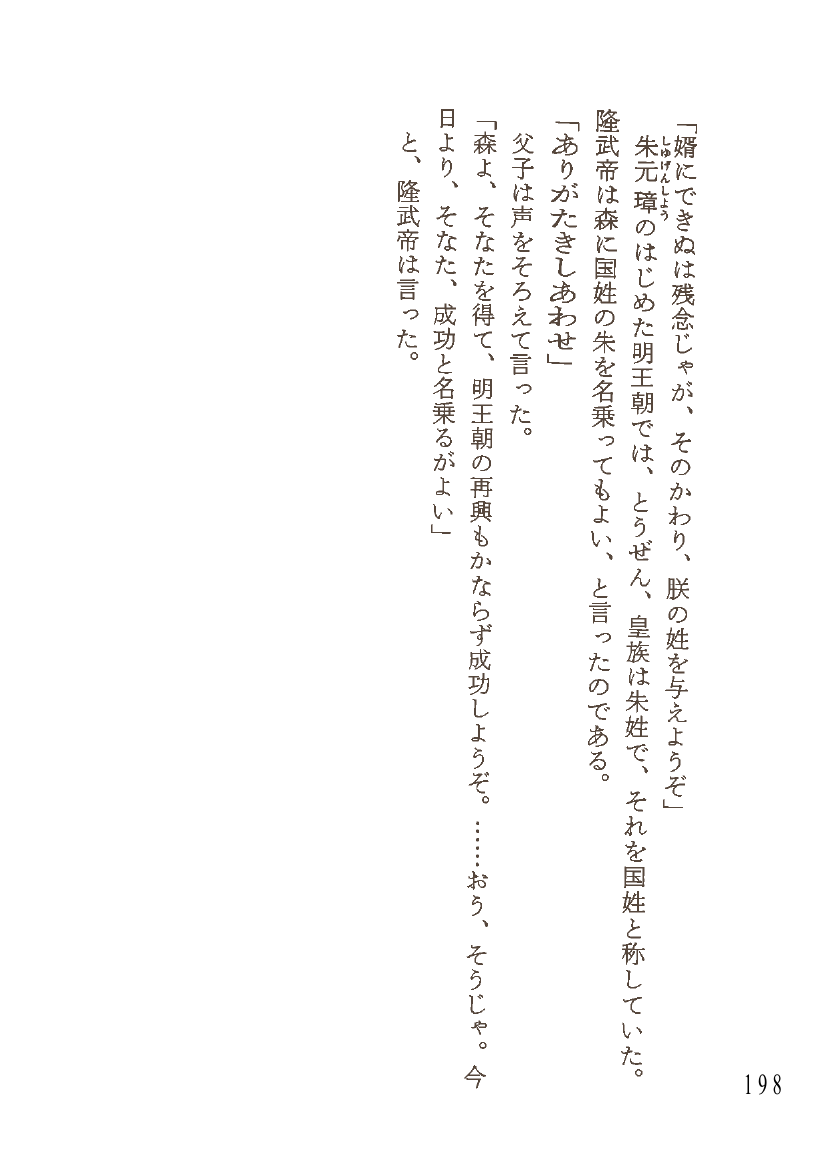 「婿にできぬは残念じゃが、そのかわり、朕の姓を与えようぞ」
朱元璋のはじめた明王朝では、とうぜん、皇族は朱姓で、それを国姓と称していた。
しゆげんしよう
隆武帝は森に国姓の朱を名乗ってもよい、と言ったのである。
「ありがたきしあわせ」
父子は声をそろえて言った。
「森よ、そなたを得て、明王朝の再興もかならず成功しようぞ。……おう、そうじゃ。今
日より、そなた、成功と名乗るがよい」
と、隆武帝は言った。
198